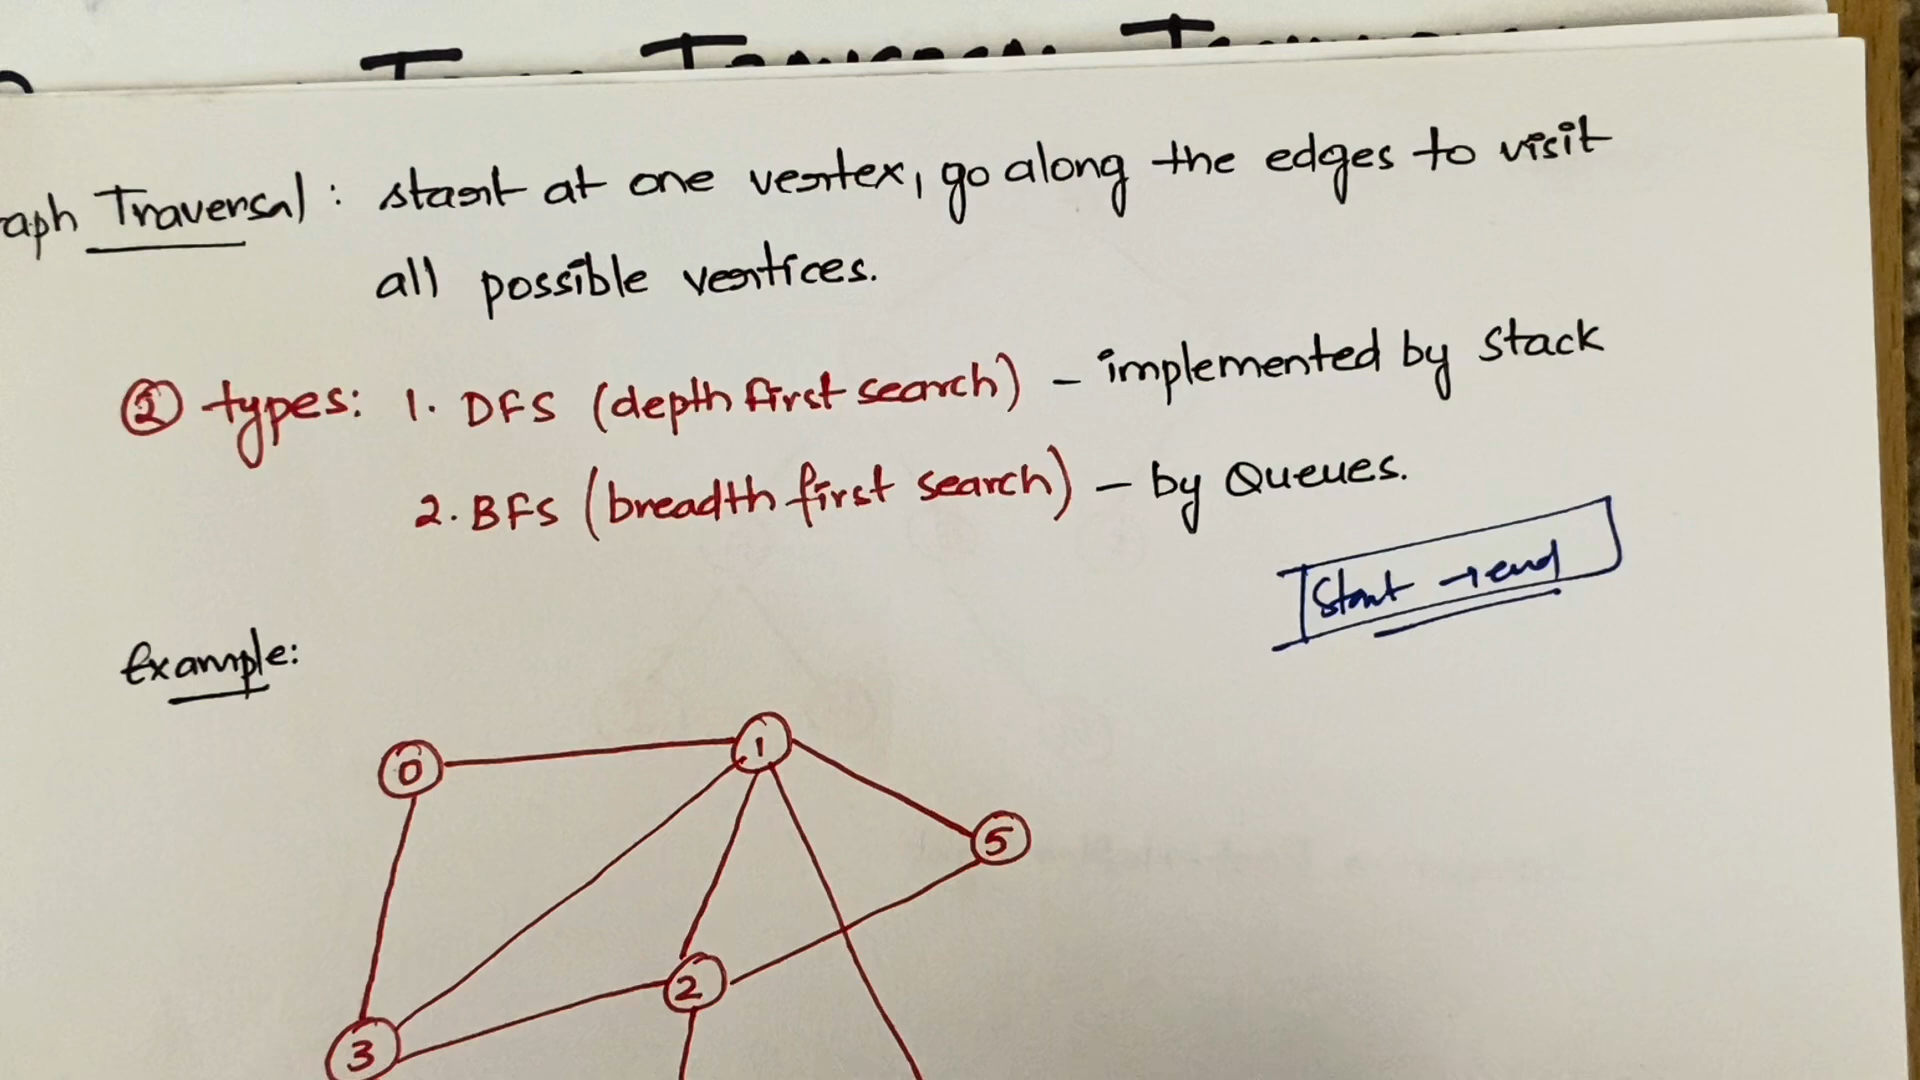 Traversal: start at one vertex, go along the edges to visit
all possible vertices.
② types: 1. DFS (depth first search) – implemented by stack
2. BFS (breadth first search) – by Queues.
Start → end
Example:
0
1
5
2
3